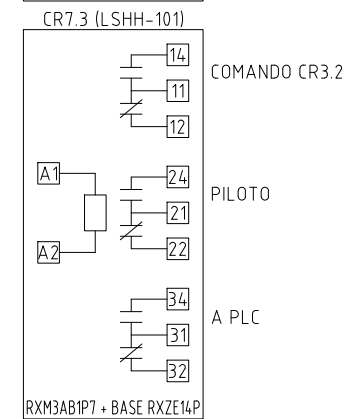 CR7.3 (LSHH-101)
14
COMANDO CR3.2
11
12
A1
24
PILOTO
21
A2
22
34
A PLC
31
32
RXM3AB1P7 + BASE RXZE14P